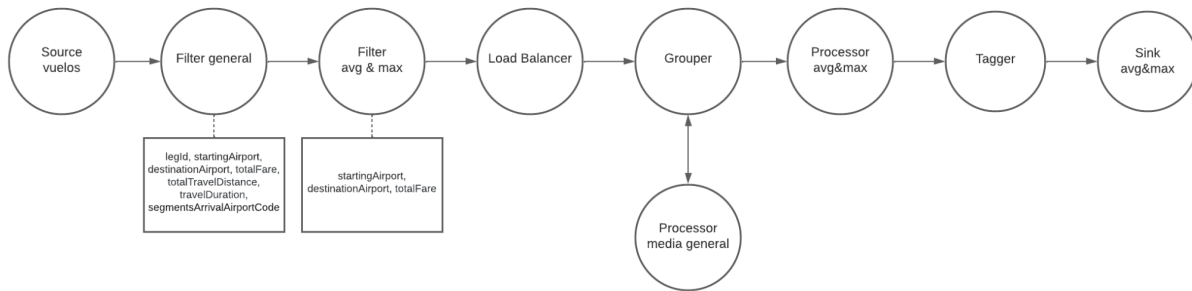 Source
vuelos
Filter general
Filter
avg & max
Load Balancer
Grouper
Processor
avg&max
Tagger
Sink
avg&max
legId, startingAirport,
destinationAirport, totalFare,
totalTravelDistance,
travelDuration,
segmentsArrivalAirportCode
startingAirport,
destinationAirport, totalFare
Processor
media general